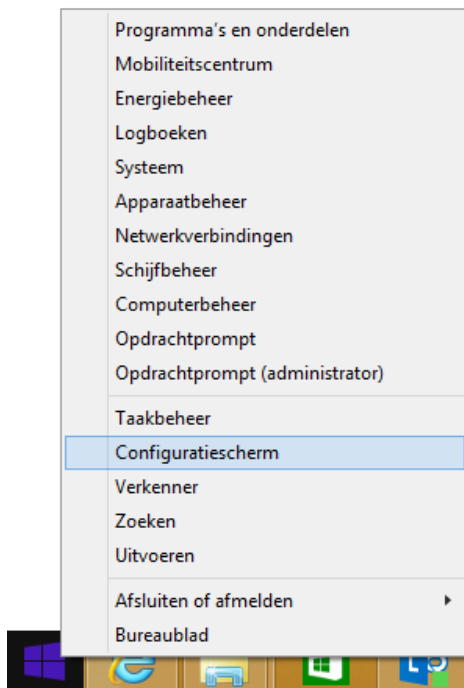 Programma's en onderdelen
Mobiliteitscentrum
Energiebeheer
Logboeken
Systeem
Apparaatbeheer
Netwerkverbindingen
Schijfbeheer
Computerbeheer
Opdrachtprompt
Opdrachtprompt (administrator)
Taakbeheer
Configuratiescherm
Verkenner
Zoeken
Uitvoeren
Afsluiten of afmelden
Bureaublad